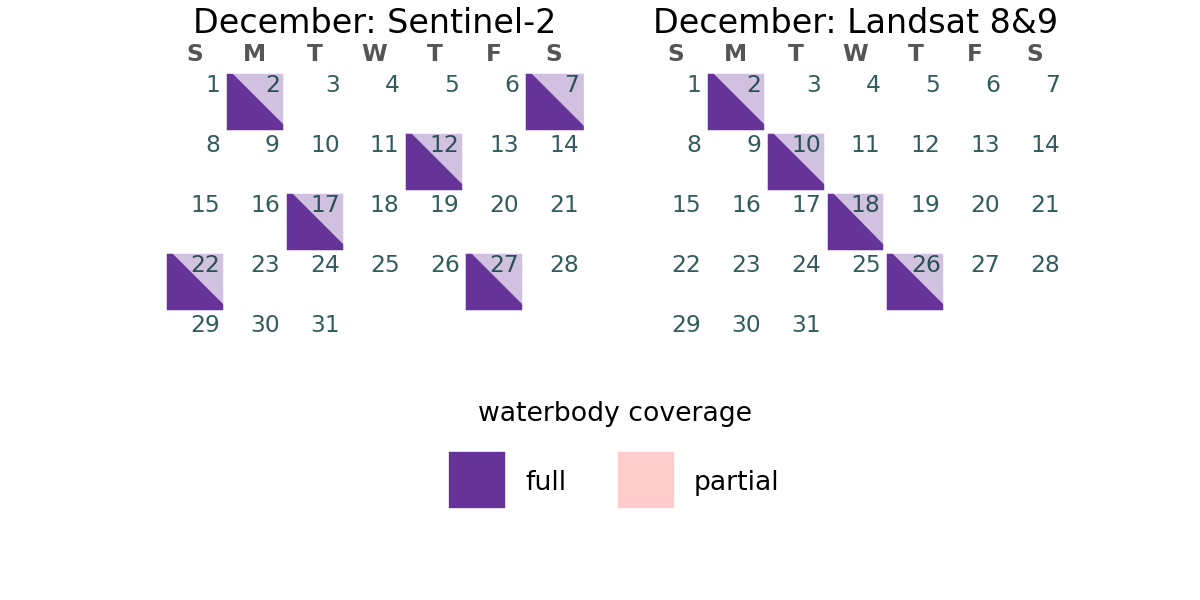 December: Sentinel-2
S M T W T F S
1 2 3 4 5 6 7
8 9 10 11 12 13 14
15 16 17 18 19 20 21
22 23 24 25 26 27 28
29 30 31
December: Landsat 8&9
S M T W T F S
1 2 3 4 5 6 7
8 9 10 11 12 13 14
15 16 17 18 19 20 21
22 23 24 25 26 27 28
29 30 31
waterbody coverage
full partial